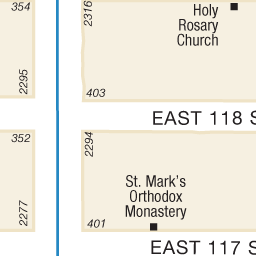 354
2316
Holy
Rosary
Church
2295
403
EAST 118 S
352
2294
St. Mark's
Orthodox
Monastery
2277
401
EAST 117 S